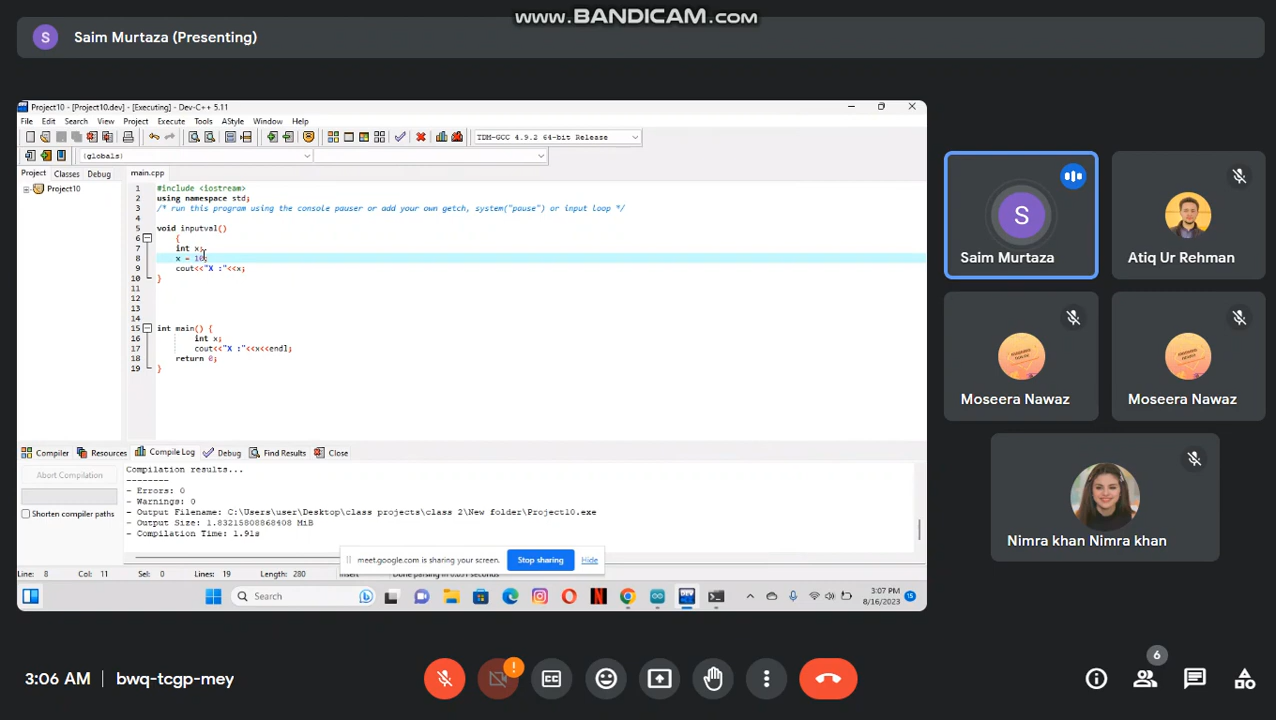 www.BANDICAM.com
S Saim Murtaza (Presenting)
Project10 - [Project10.dev] - [Executing] - Dev-C++ 5.11
File Edit Search View Project Execute Tools AStyle Window Help
TDM-GCC 4.9.2 64-bit Release
(globals)
Project Classes Debug main.cpp
Project10
1 #include <iostream>
2 using namespace std;
3 /* run this program using the console pauser or add your own getch, system("pause") or input loop */
4
5 void inputval()
6 {
7 int x;
8 x = 10;
9 cout<<"X :"<<x;
10 }
11
12
13
14
15 int main() {
16 int x;
17 cout<<"X :"<<x<<endl;
18 return 0;
19 }
Compiler Resources Compile Log Debug Find Results Close
Abort Compilation
Shorten compiler paths
Compilation results...
--------
- Errors: 0
- Warnings: 0
- Output Filename: C:\Users\user\Desktop\class projects\class 2\New folder\Project10.exe
- Output Size: 1.83215808868408 MiB
- Compilation Time: 1.91s
meet.google.com is sharing your screen. Stop sharing Hide
Line: 8 Col: 11 Sel: 0 Lines: 19 Length: 280 Insert
Search
3:07 PM
8/16/2023
15
S
Saim Murtaza
Atiq Ur Rehman
Moseera Nawaz
Moseera Nawaz
Nimra khan Nimra khan
3:06 AM bwq-tcgp-mey
6